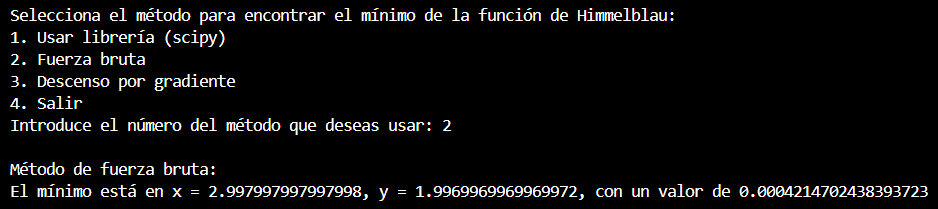 Selecciona el método para encontrar el mínimo de la función de Himmelblau:
1. Usar librería (scipy)
2. Fuerza bruta
3. Descenso por gradiente
4. Salir
Introduce el número del método que deseas usar: 2
Método de fuerza bruta:
El mínimo está en x = 2.997997997997998, y = 1.9969969969969972, con un valor de 0.0004214702438393723